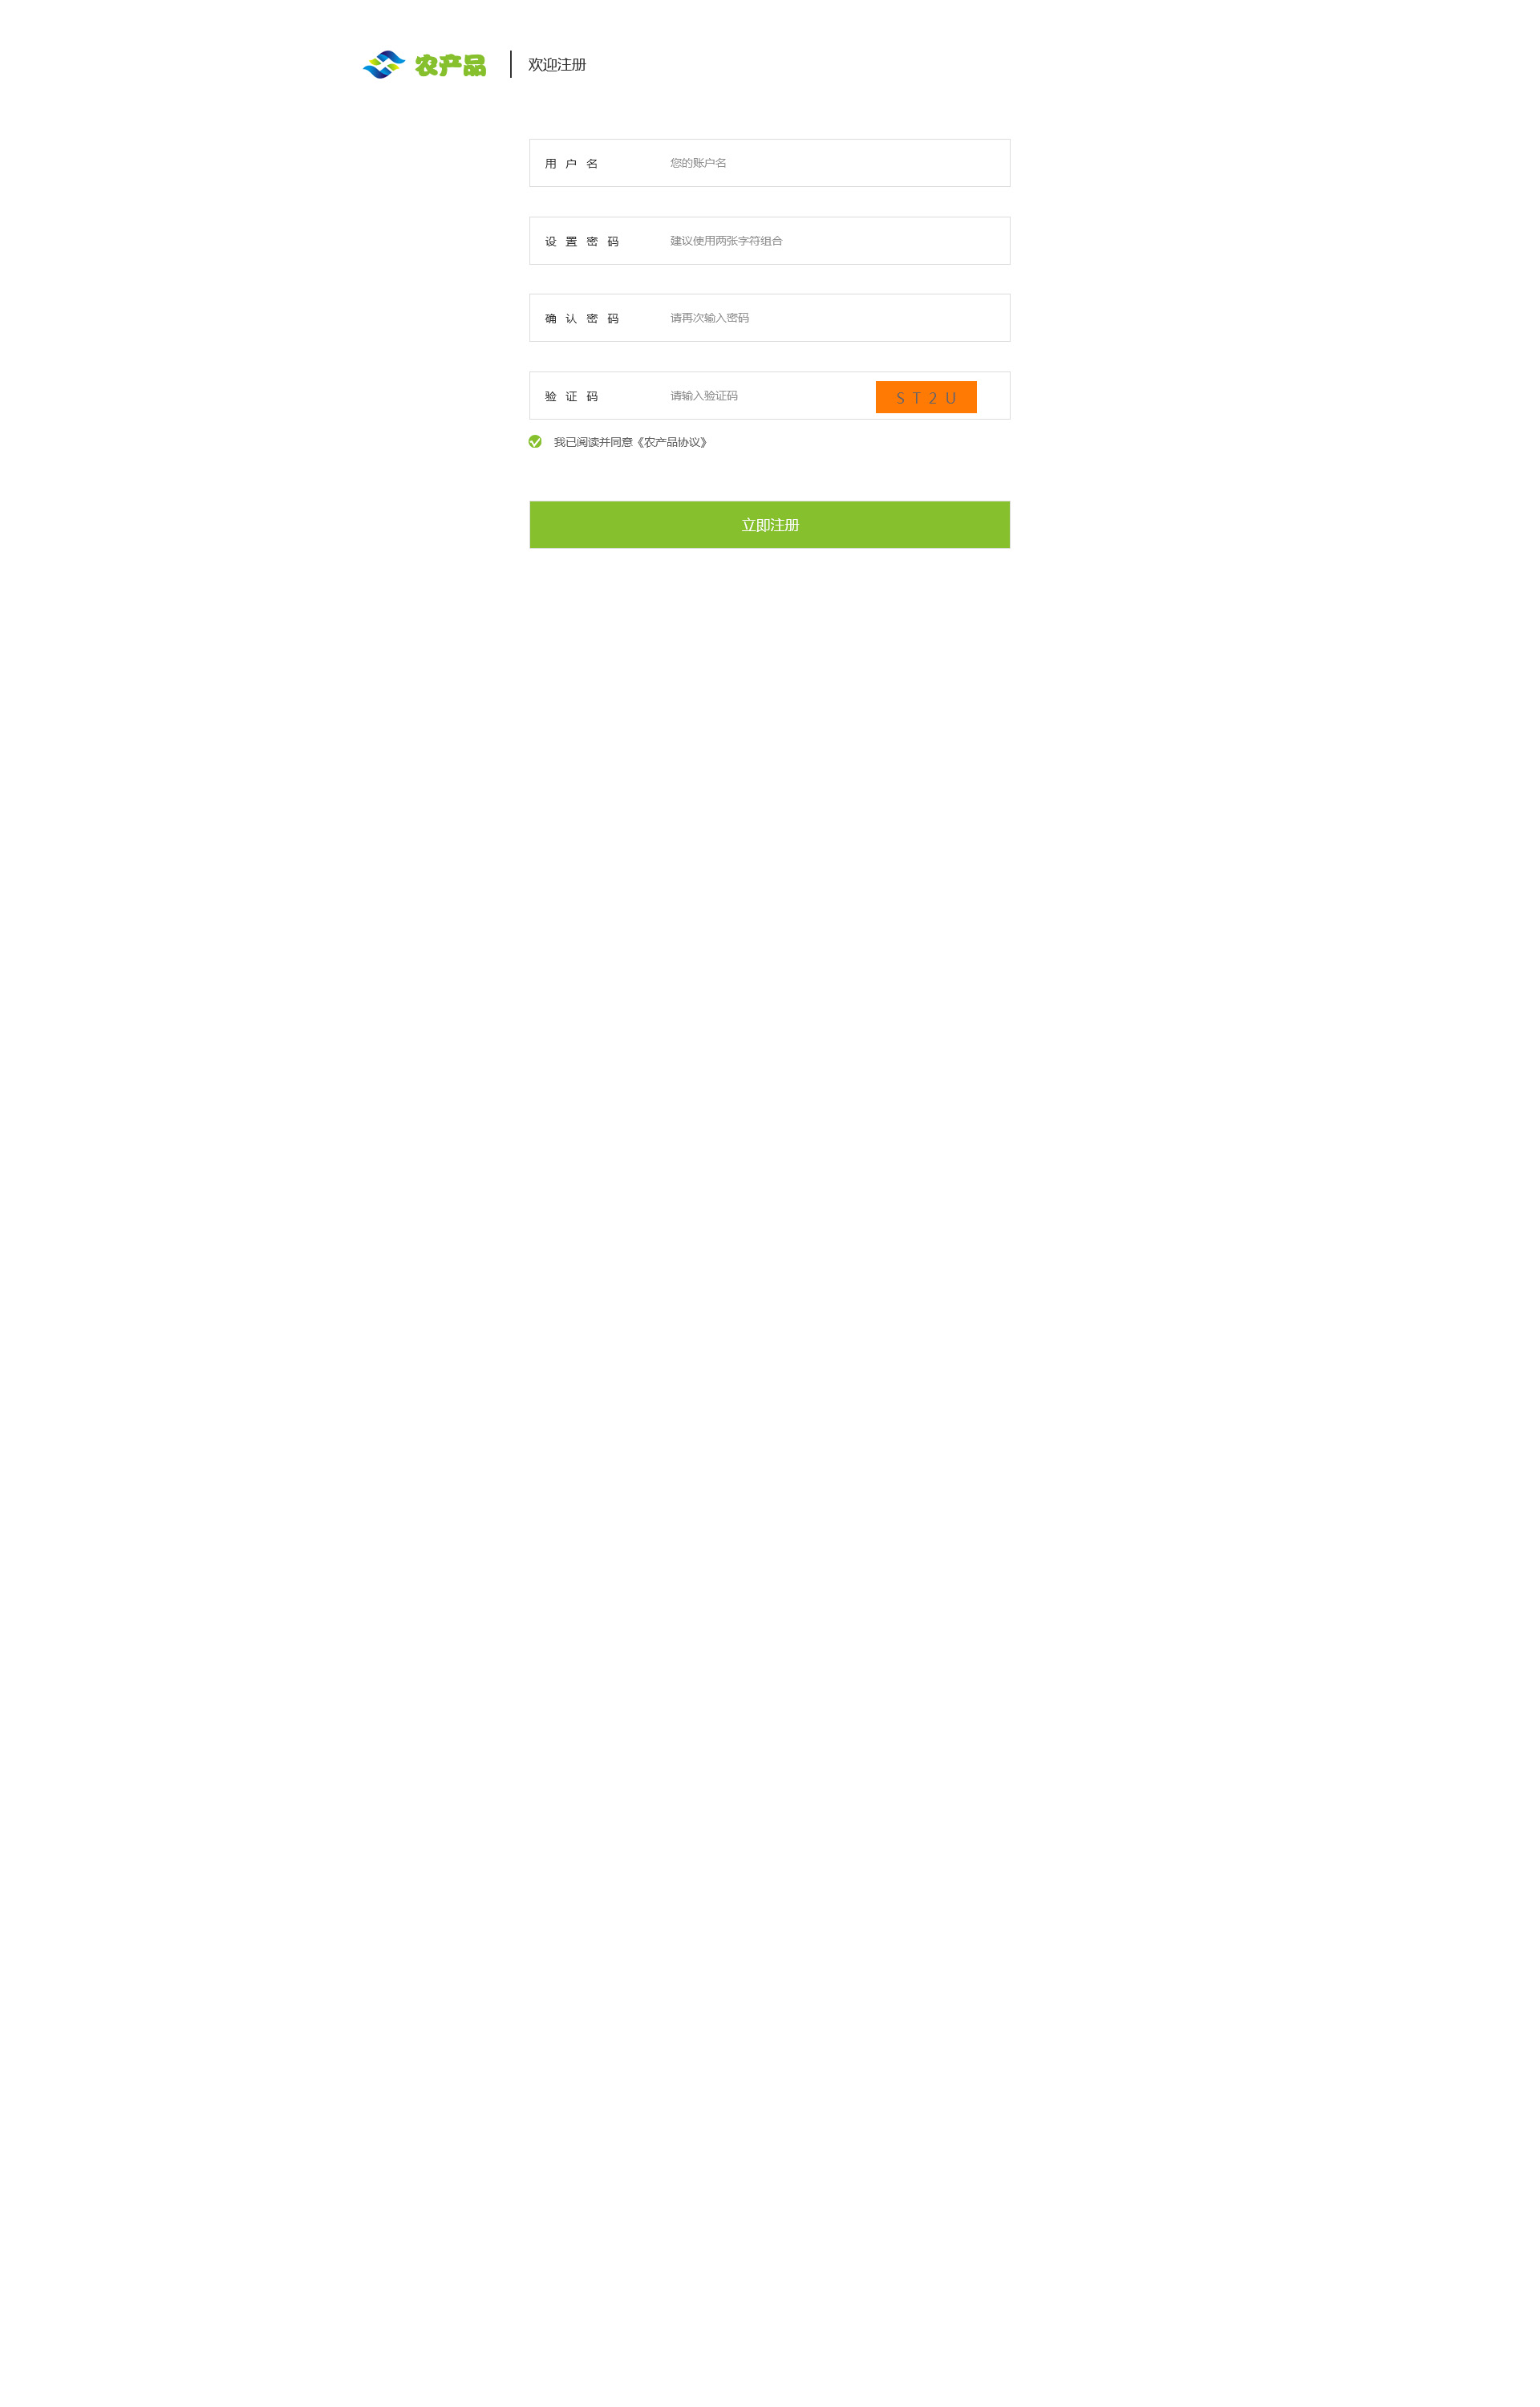 农产品 欢迎注册
用 户 名 您的账户名
设 置 密 码 建议使用两张字符组合
确 认 密 码 请再次输入密码
验 证 码 请输入验证码 S T 2 U
我已阅读并同意《农产品协议》
立即注册